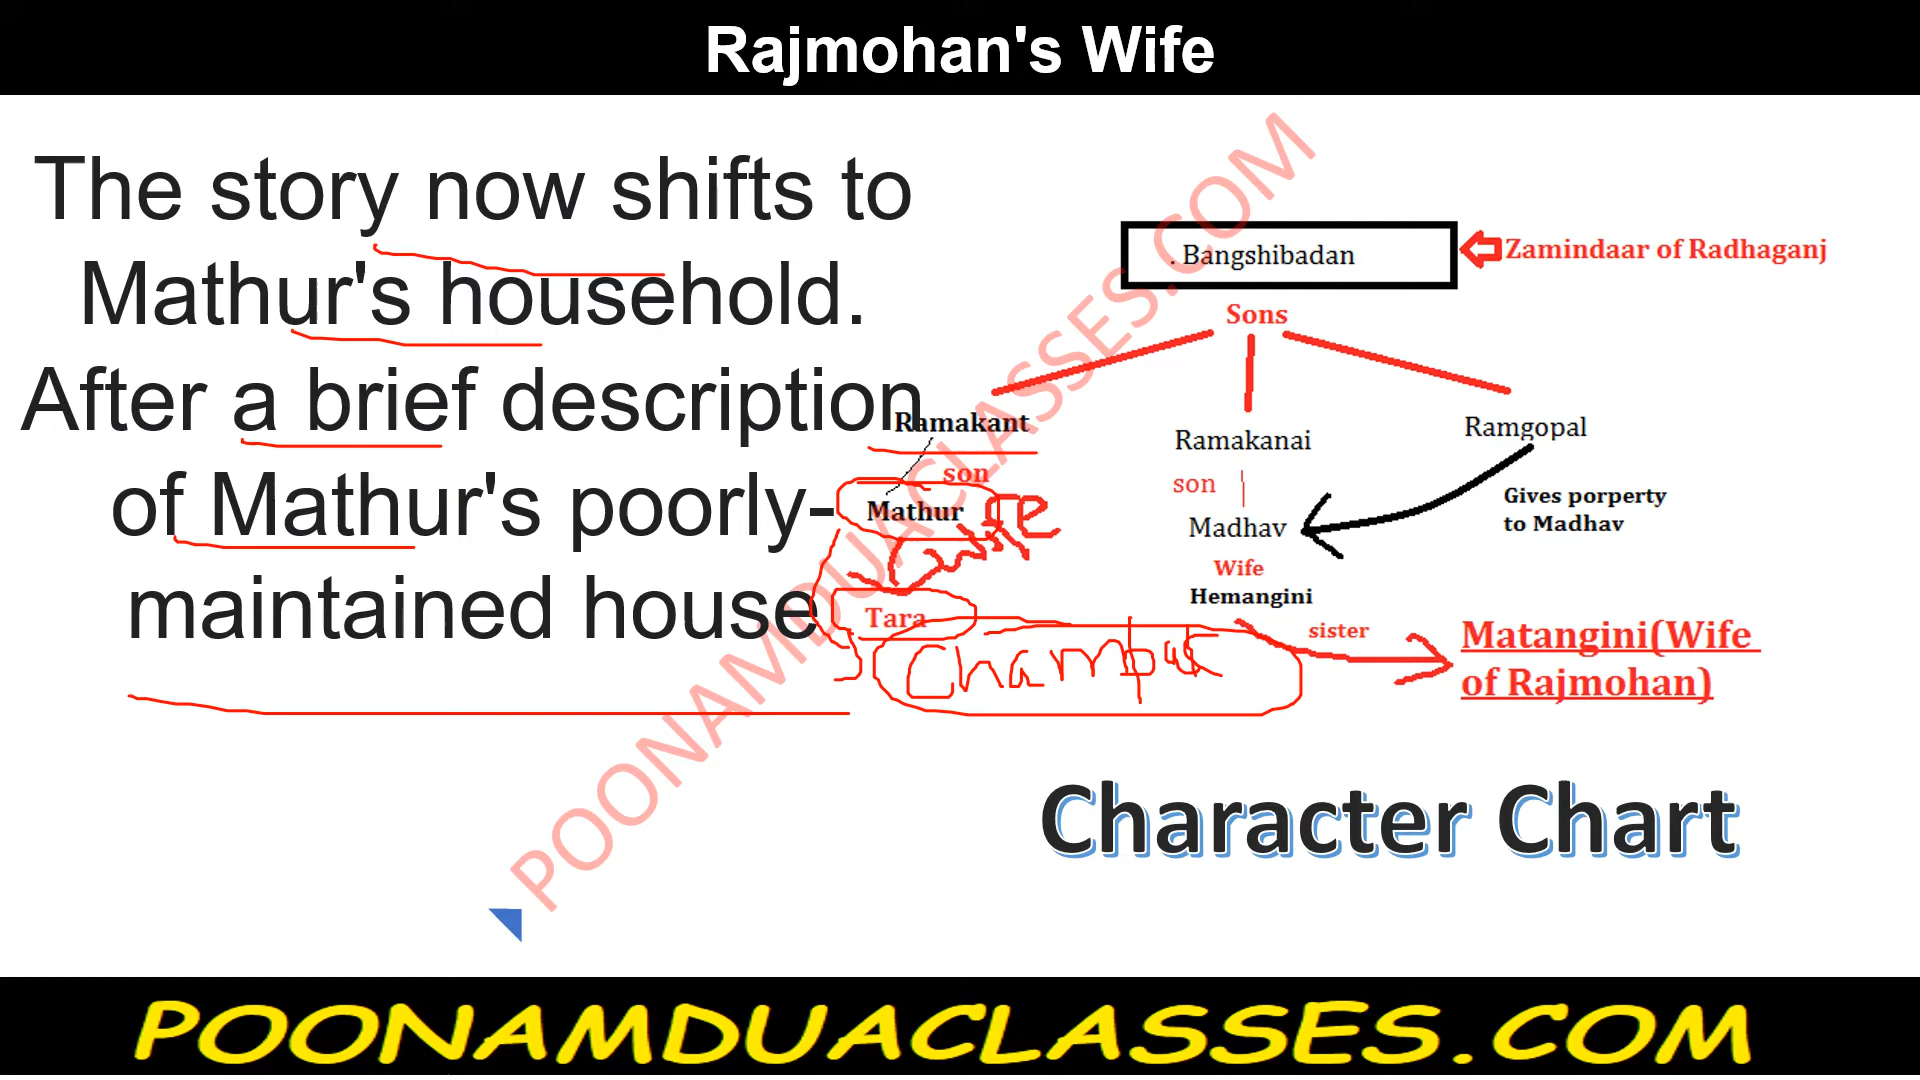 Rajmohan's Wife
The story now shifts to
Mathur's household.
After a brief description
of Mathur's poorly-
maintained house
. Bangshibadan
Zamindaar of Radhaganj
Sons
Ramakant
son
Mathur
wife
Tara
Champak
Ramakanai
son
Madhav
Wife
Hemangini
sister
Ramgopal
Gives porperty
to Madhav
Matangini(Wife
of Rajmohan)
Character Chart
POONAMDUACLASSES.COM
POONAMDUACLASSES.COM